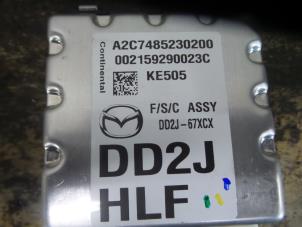 Continental
A2C7485230200
002159290023C
KE505
F/S/C ASSY
DD2J-67XCX
DD2J
HLF